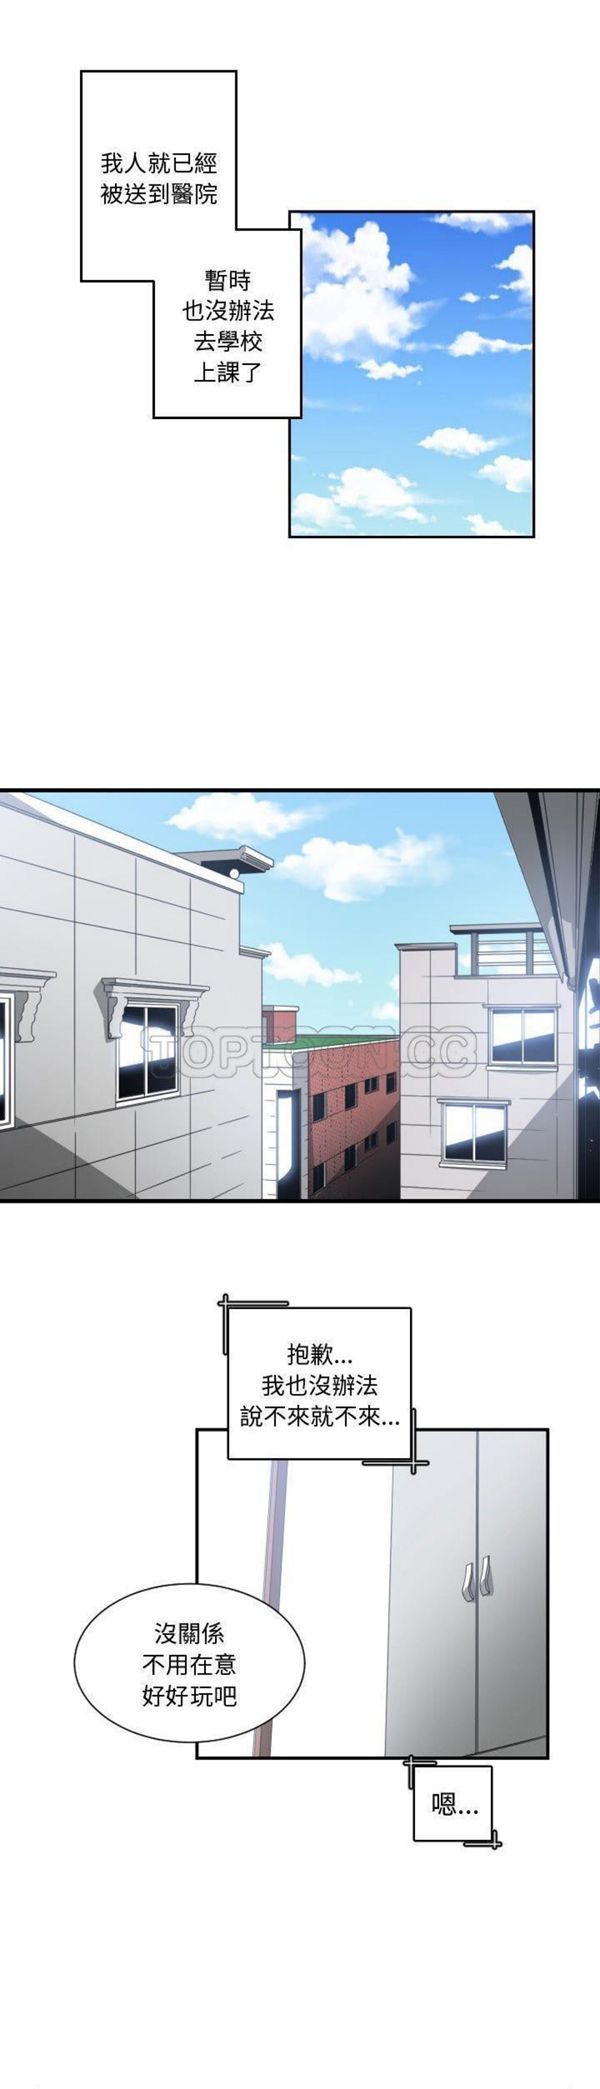 我人就已經
被送到醫院
暫時
也沒辦法
去學校
上課了
TOPTOON.CC
抱歉...
我也沒辦法
說不來就不來...
沒關係
不用在意
好好玩吧
嗯...